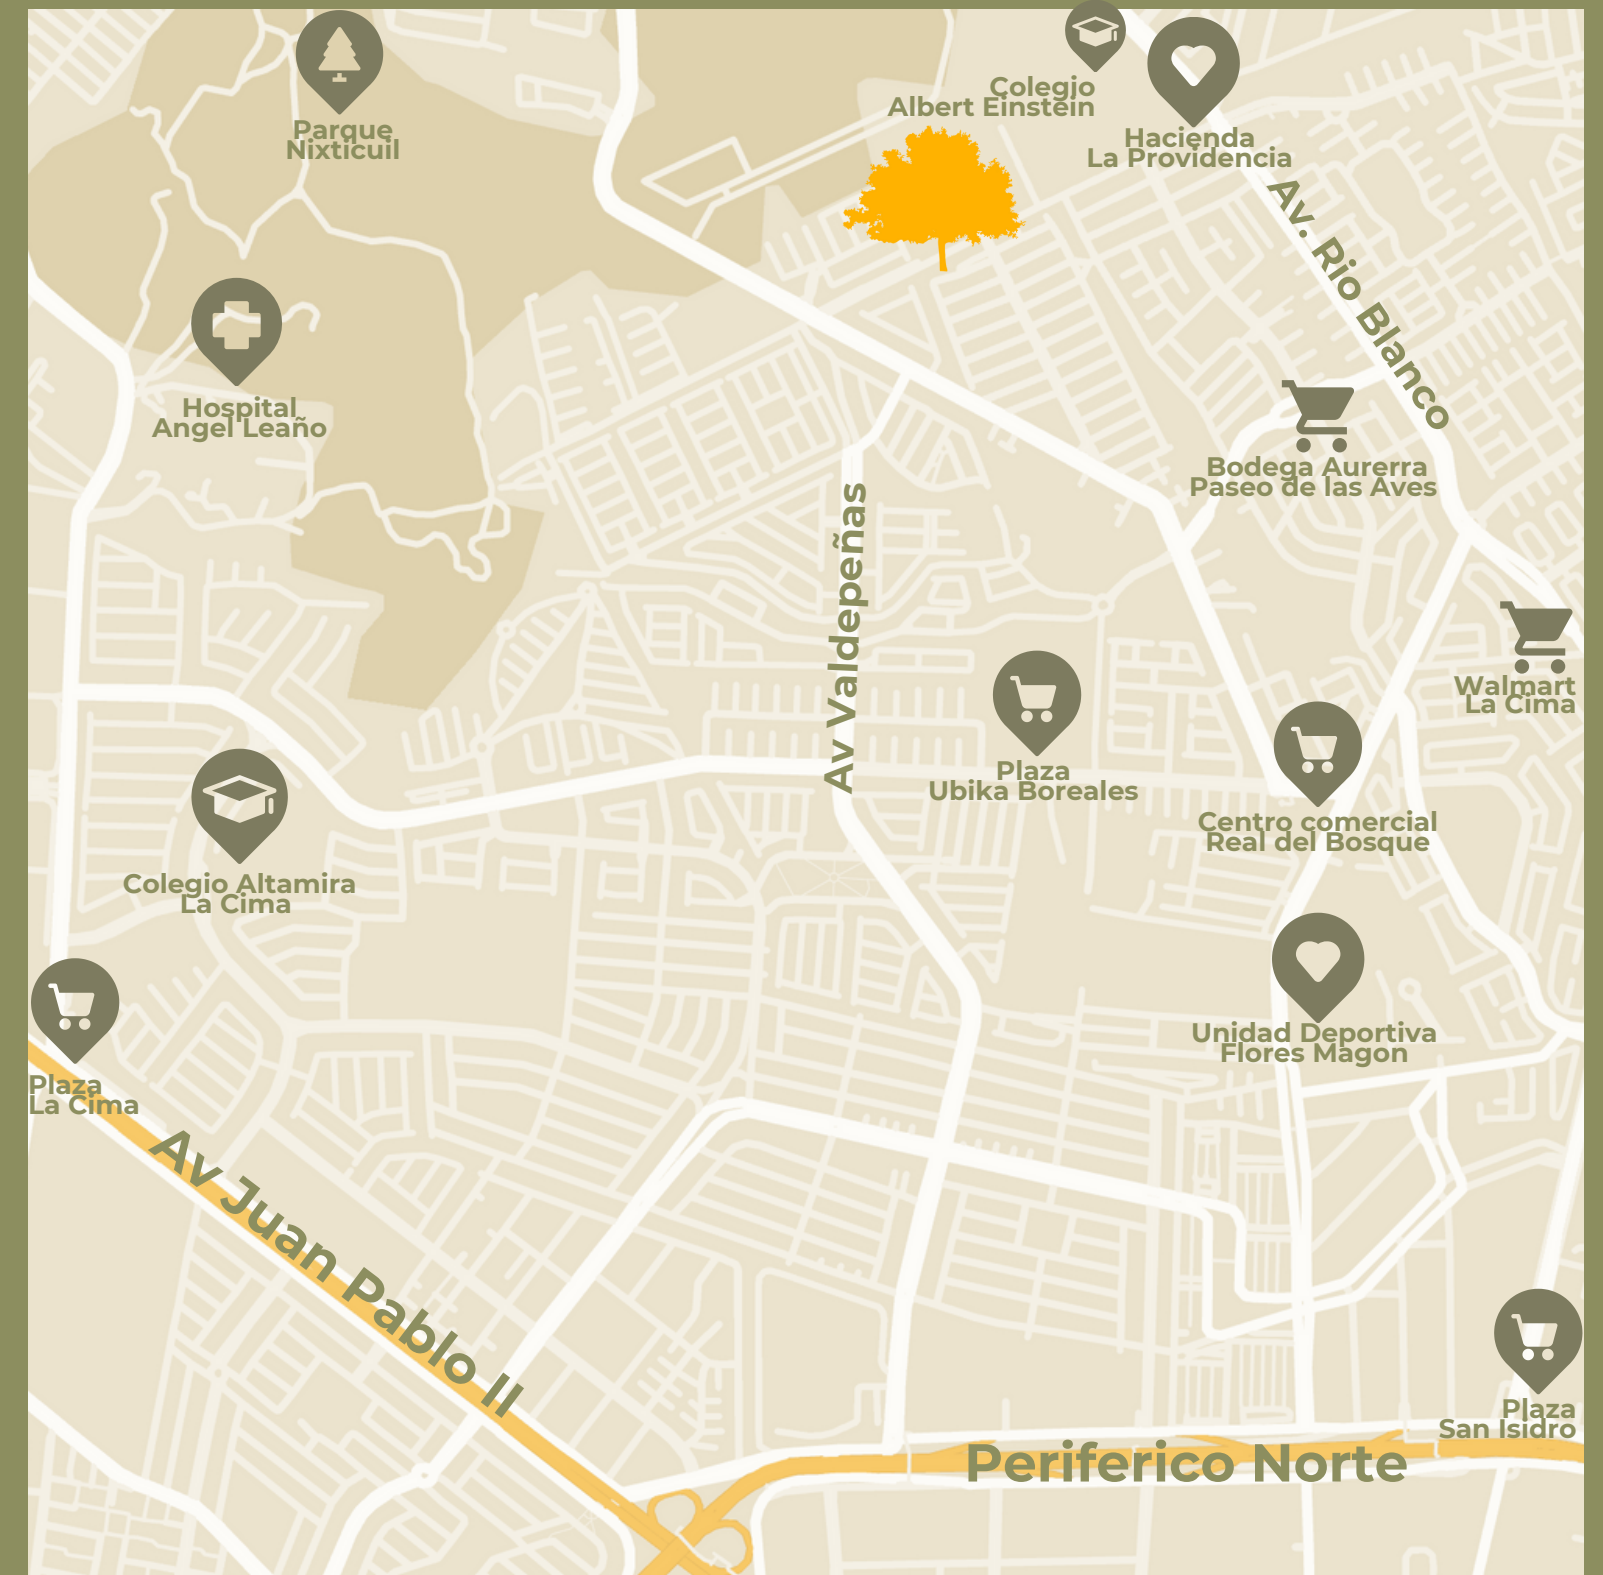 Colegio
Albert Einstein
Parque
Nixticuil
Hacienda
La Providencia
Av. Rio Blanco
Hospital
Angel Leaño
Bodega Aurerra
Paseo de las Aves
Av Valdepeñas
Walmart
La Cima
Plaza
Ubika Boreales
Centro comercial
Real del Bosque
Colegio Altamira
La Cima
Unidad Deportiva
Flores Magon
Plaza
La Cima
Av Juan Pablo II
Plaza
San Isidro
Periferico Norte